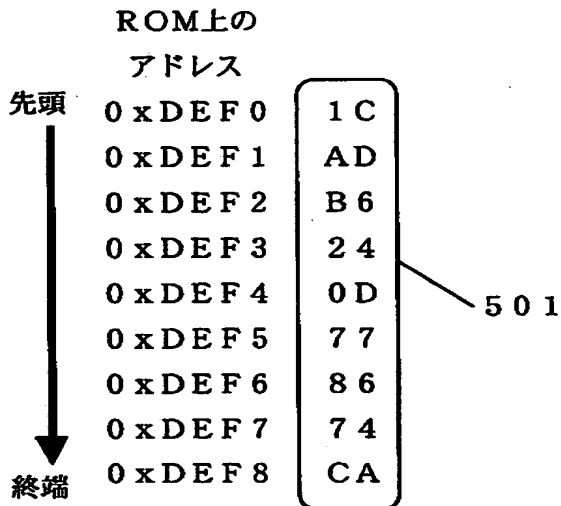 ROM上の
アドレス
先頭 0xDEF0 1C
0xDEF1 AD
0xDEF2 B6
0xDEF3 24
0xDEF4 0D
501
0xDEF5 77
0xDEF6 86
0xDEF7 74
終端 0xDEF8 CA